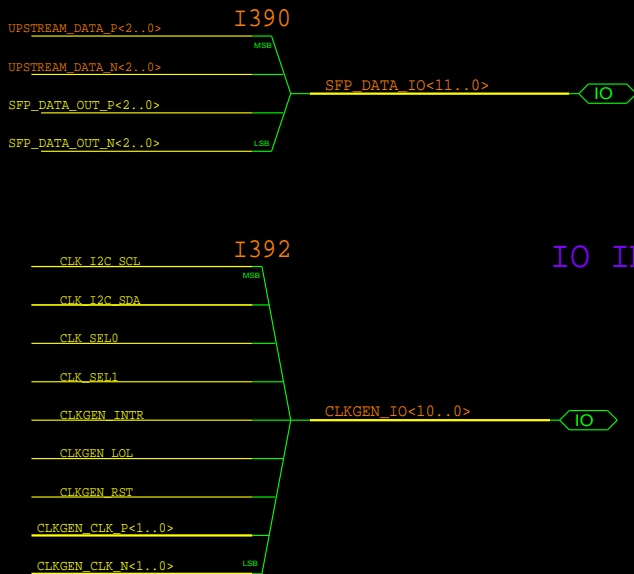 I390
UPSTREAM_DATA_P<2..0>
MSB
UPSTREAM_DATA_N<2..0>
SFP_DATA_IO<11..0>
IO
SFP_DATA_OUT_P<2..0>
SFP_DATA_OUT_N<2..0>
LSB
I392
IO
CLK_I2C_SCL
MSB
CLK_I2C_SDA
CLK_SEL0
CLK_SEL1
CLKGEN_INTR
CLKGEN_IO<10..0>
IO
CLKGEN_LOL
CLKGEN_RST
CLKGEN_CLK_P<1..0>
CLKGEN_CLK_N<1..0>
LSB